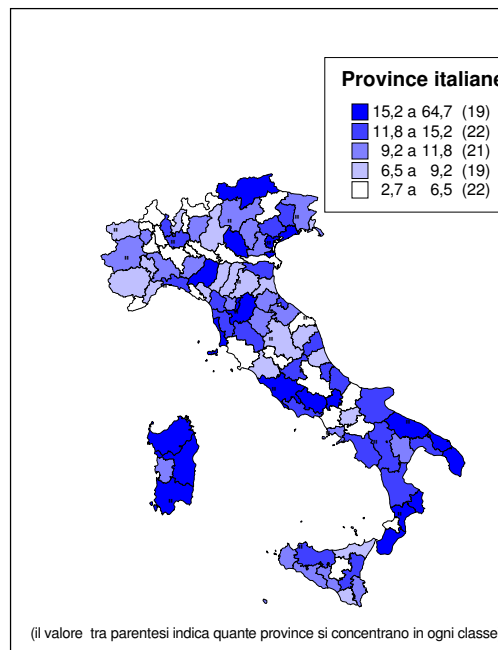 Province italiane
15,2 a 64,7 (19)
11,8 a 15,2 (22)
9,2 a 11,8 (21)
6,5 a 9,2 (19)
2,7 a 6,5 (22)
(il valore tra parentesi indica quante province si concentrano in ogni classe